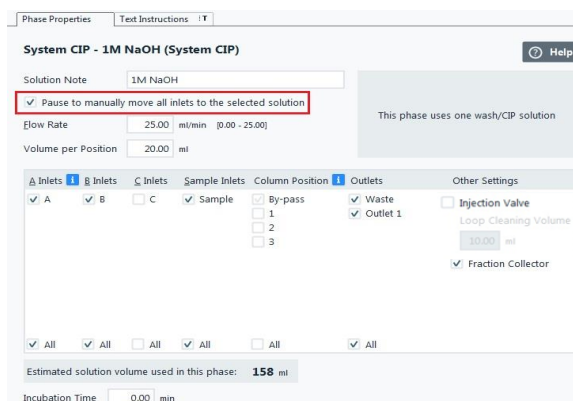 Phase Properties Text Instructions T
System CIP - 1M NaOH (System CIP)
? Help
Solution Note 1M NaOH
Pause to manually move all inlets to the selected solution
This phase uses one wash/CIP solution
Flow Rate 25.00 ml/min [0.00 - 25.00]
Volume per Position 20.00 ml
A Inlets i B Inlets C Inlets Sample Inlets Column Position i Outlets Other Settings
A B C Sample By-pass Waste Injection Valve
1 Outlet 1
2 Loop Cleaning Volume
3 10.00 ml
Fraction Collector
All All All All All All
Estimated solution volume used in this phase: 158 ml
Incubation Time 0.00 min